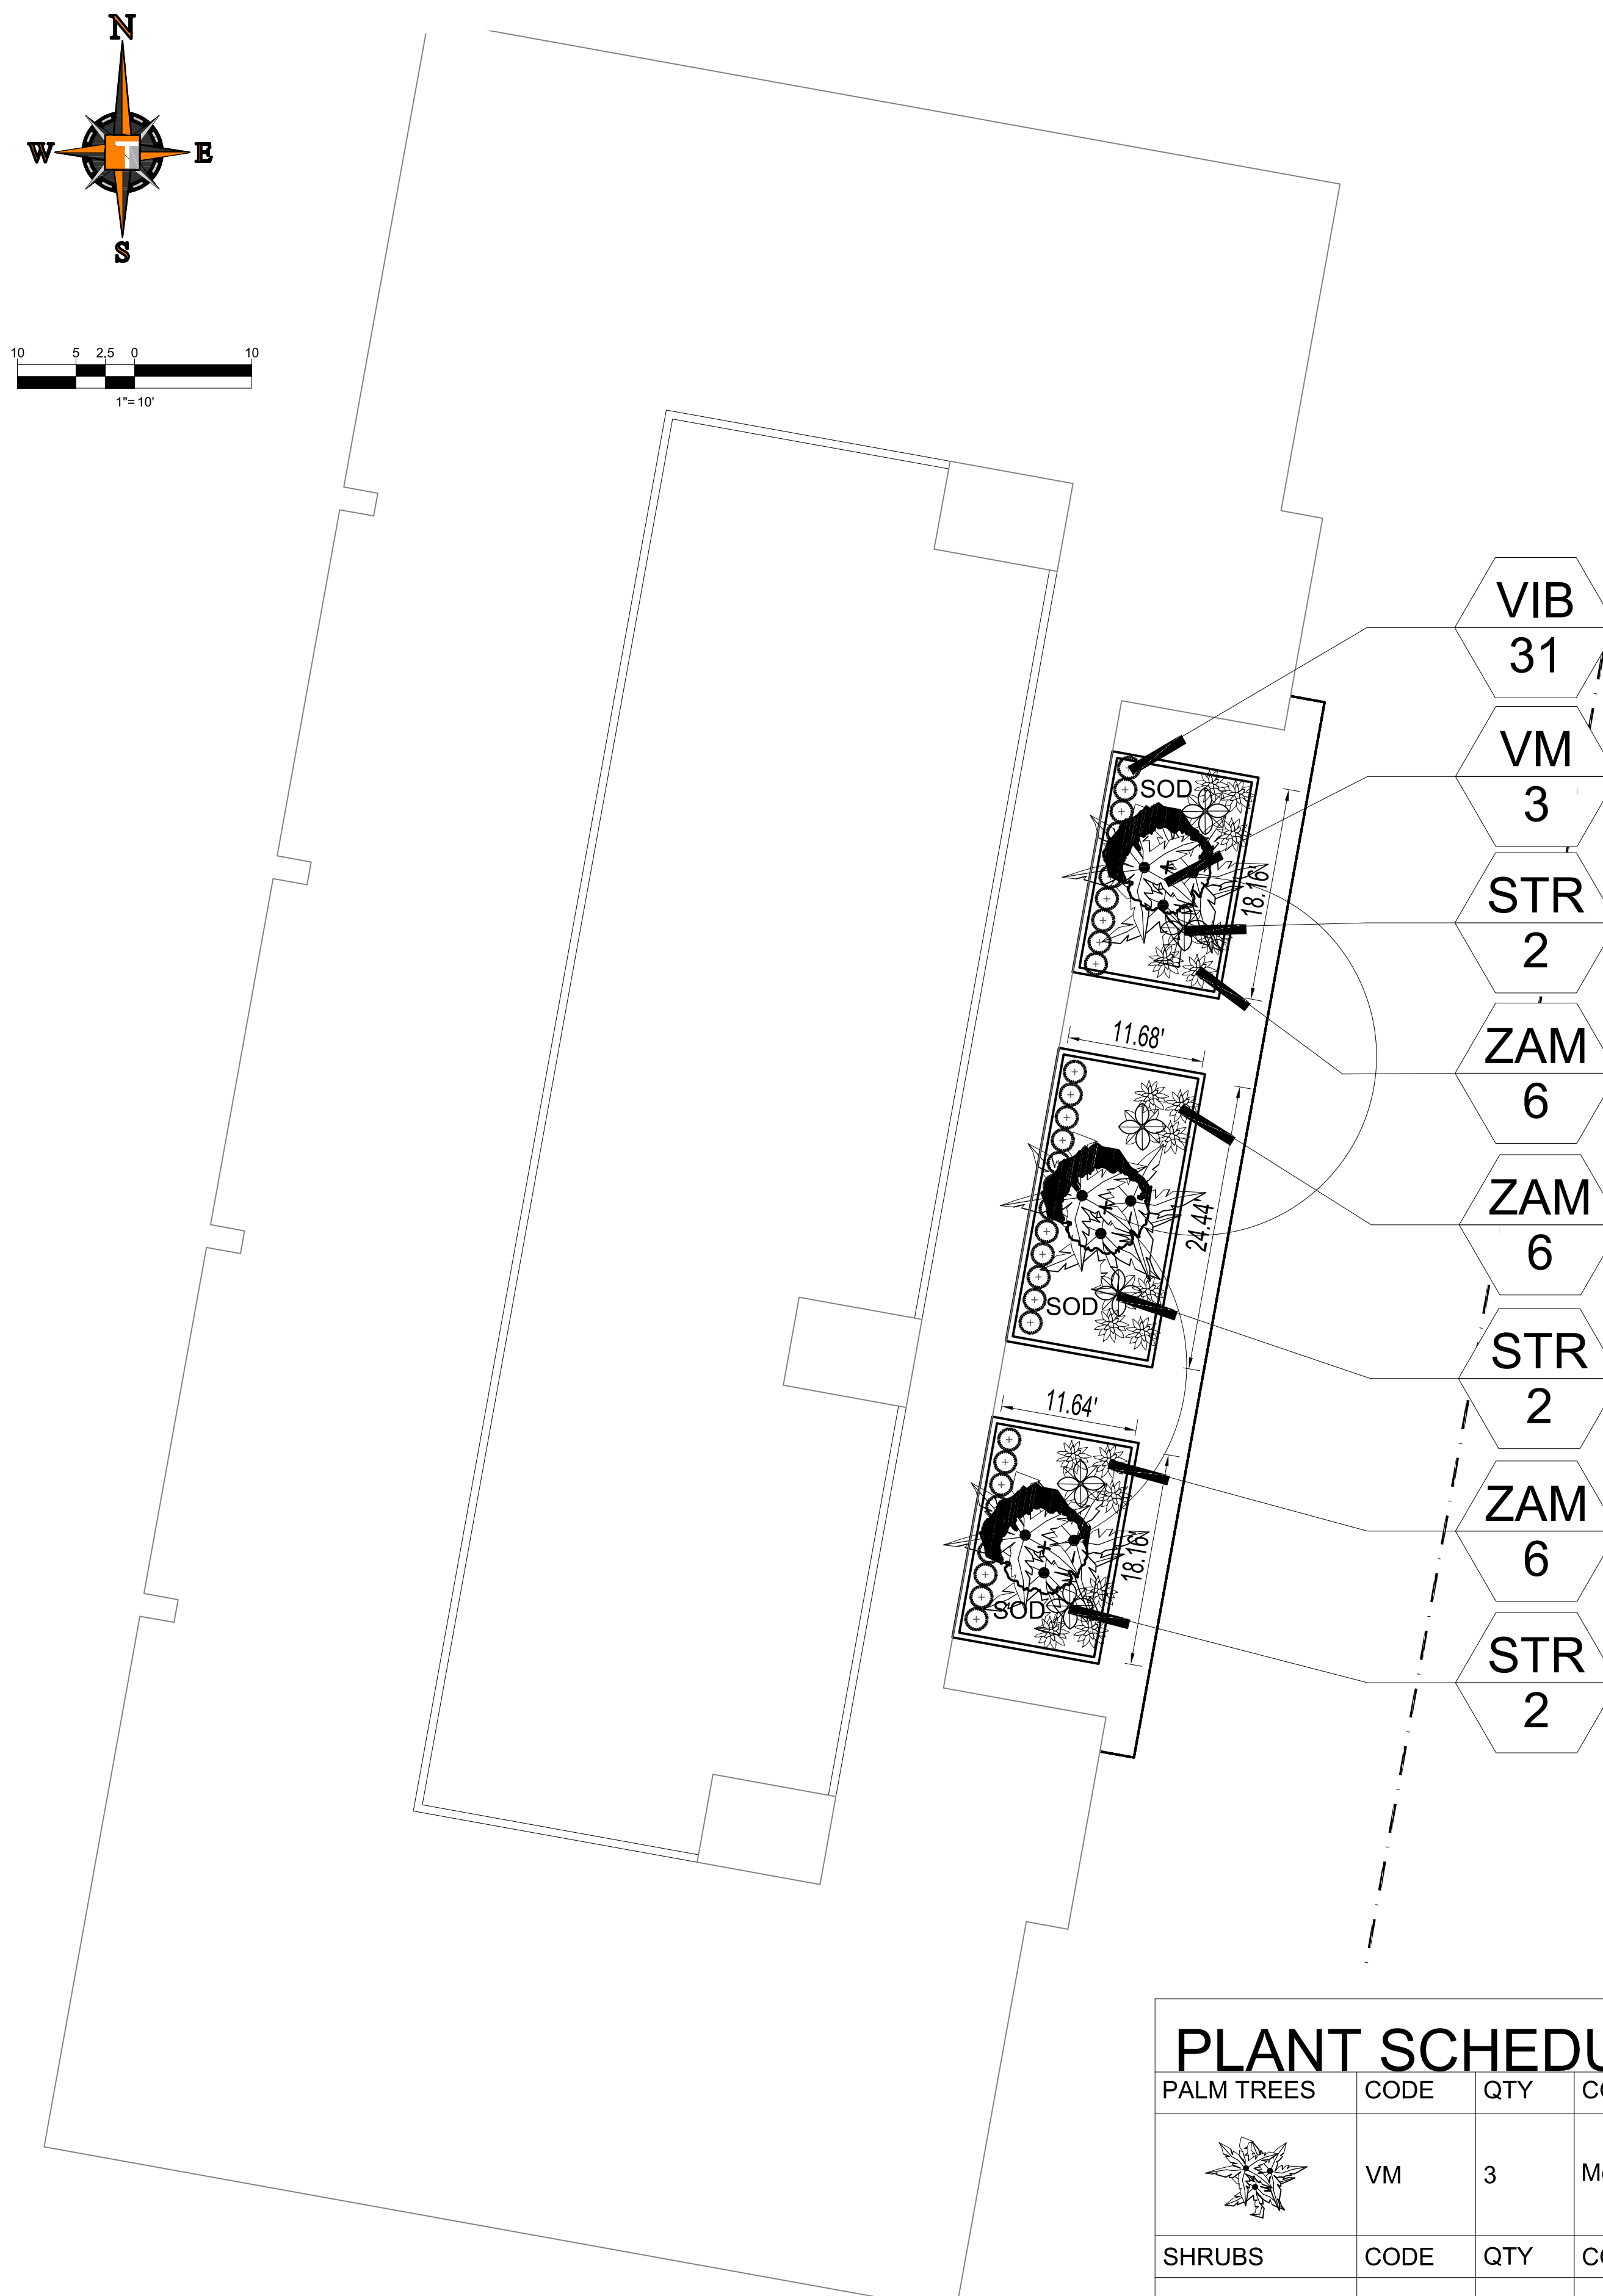 N
W
T
E
S
10 5 2.5 0 10
1"= 10'
VIB
31
VM
3
SOD
18.16'
STR
2
11.68'
ZAM
6
24.44'
ZAM
6
SOD
STR
2
11.64'
18.16'
ZAM
6
SOD
STR
2
PLANT SCHEDU
PALM TREES CODE QTY
VM 3
SHRUBS CODE QTY